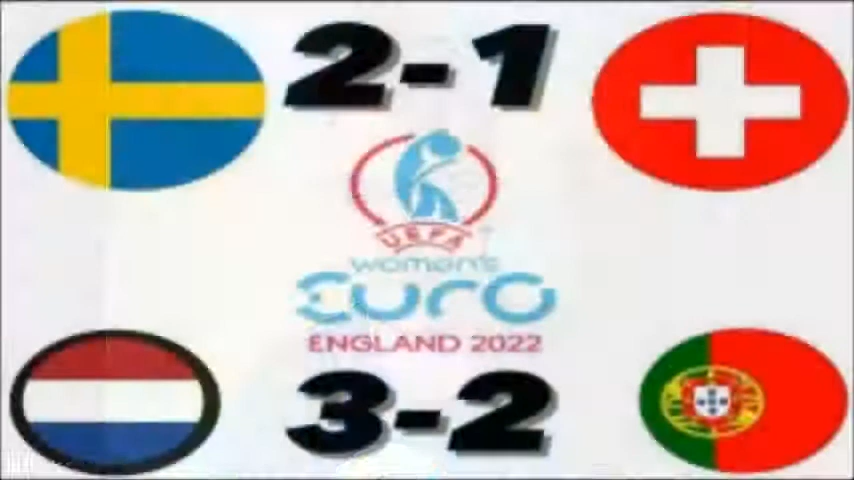 2-1
UEFA
women's
EURO
ENGLAND 2022
3-2